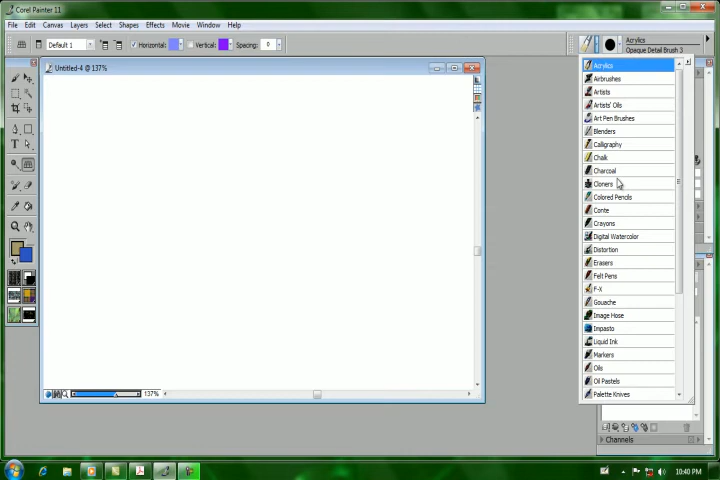 Corel Painter 11
File Edit Canvas Layers Select Shapes Effects Movie Window Help
Default 1 Horizontal: Vertical: Spacing: 0
Acrylics
Opaque Detail Brush 3
Untitled-4 @ 137%
Acrylics
Airbrushes
Artists
Artists' Oils
Art Pen Brushes
Blenders
Calligraphy
Chalk
Charcoal
Cloners
Colored Pencils
Conte
Crayons
Digital Watercolor
Distortion
Erasers
Felt Pens
F-X
Gouache
Image Hose
Impasto
Liquid Ink
Markers
Oils
Oil Pastels
Palette Knives
137%
Channels
10:40 PM